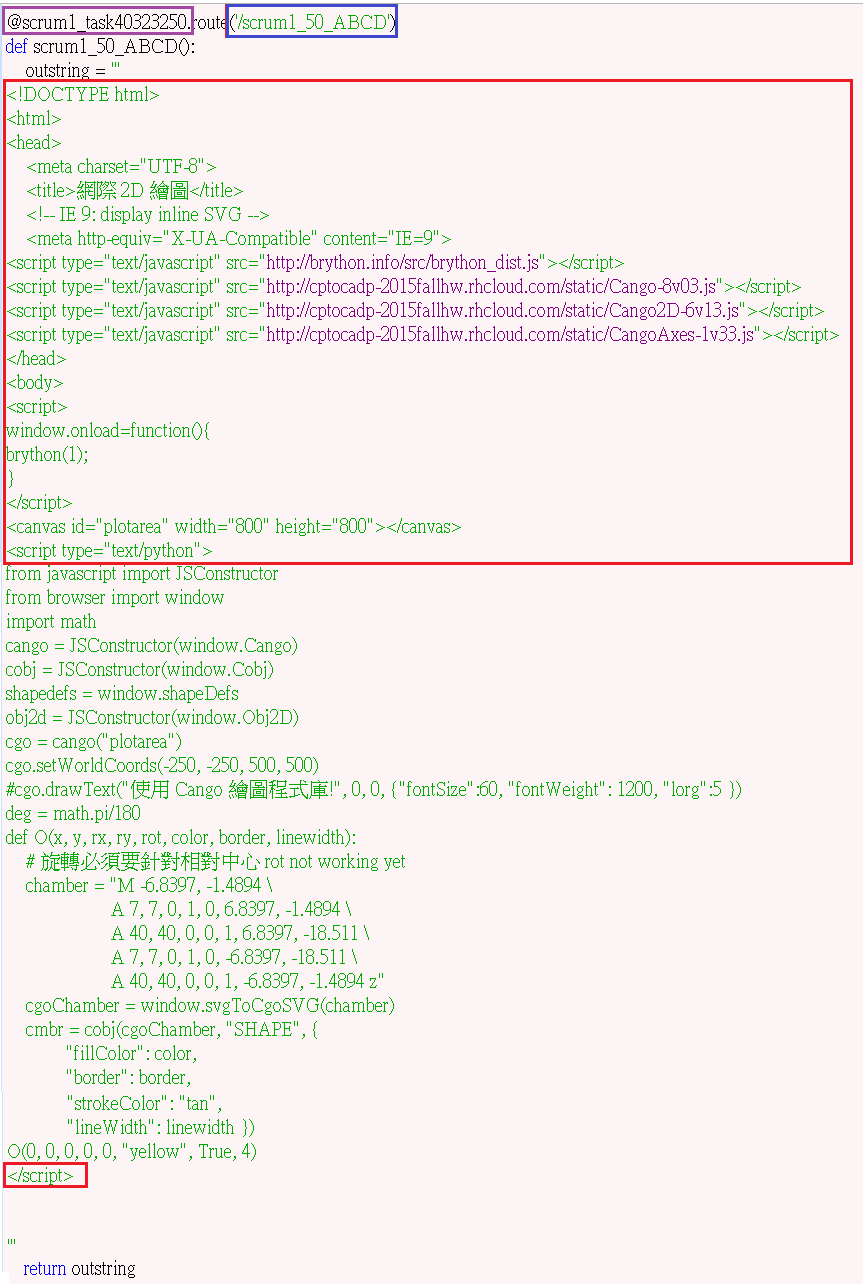 @scrum1_task40323250.route('/scrum1_50_ABCD')
def scrum1_50_ABCD():
    outstring = '''
<!DOCTYPE html>
<html>
<head>
    <meta charset="UTF-8">
    <title>網際 2D 繪圖</title>
    <!-- IE 9: display inline SVG -->
    <meta http-equiv="X-UA-Compatible" content="IE=9">
<script type="text/javascript" src="http://brython.info/src/brython_dist.js"></script>
<script type="text/javascript" src="http://cptocadp-2015fallhw.rhcloud.com/static/Cango-8v03.js"></script>
<script type="text/javascript" src="http://cptocadp-2015fallhw.rhcloud.com/static/Cango2D-6v13.js"></script>
<script type="text/javascript" src="http://cptocadp-2015fallhw.rhcloud.com/static/CangoAxes-1v33.js"></script>
</head>
<body>
<script>
window.onload=function(){
brython(1);
}
</script>
<canvas id="plotarea" width="800" height="800"></canvas>
<script type="text/python">
from javascript import JSConstructor
from browser import window
import math
cango = JSConstructor(window.Cango)
cobj = JSConstructor(window.Cobj)
shapedefs = window.shapeDefs
obj2d = JSConstructor(window.Obj2D)
cgo = cango("plotarea")
cgo.setWorldCoords(-250, -250, 500, 500)
#cgo.drawText("使用 Cango 繪圖程式庫!", 0, 0, {"fontSize":60, "fontWeight": 1200, "lorg":5 })
deg = math.pi/180
def O(x, y, rx, ry, rot, color, border, linewidth):
    # 旋轉必須要針對相對中心 rot not working yet
    chamber = "M -6.8397, -1.4894 \
            A 7, 7, 0, 1, 0, 6.8397, -1.4894 \
            A 40, 40, 0, 0, 1, 6.8397, -18.511 \
            A 7, 7, 0, 1, 0, -6.8397, -18.511 \
            A 40, 40, 0, 0, 1, -6.8397, -1.4894 z"
    cgoChamber = window.svgToCgoSVG(chamber)
    cmbr = cobj(cgoChamber, "SHAPE", {
            "fillColor": color,
            "border": border,
            "strokeColor": "tan",
            "lineWidth": linewidth })
O(0, 0, 0, 0, 0, "yellow", True, 4)
</script>
'''
    return outstring